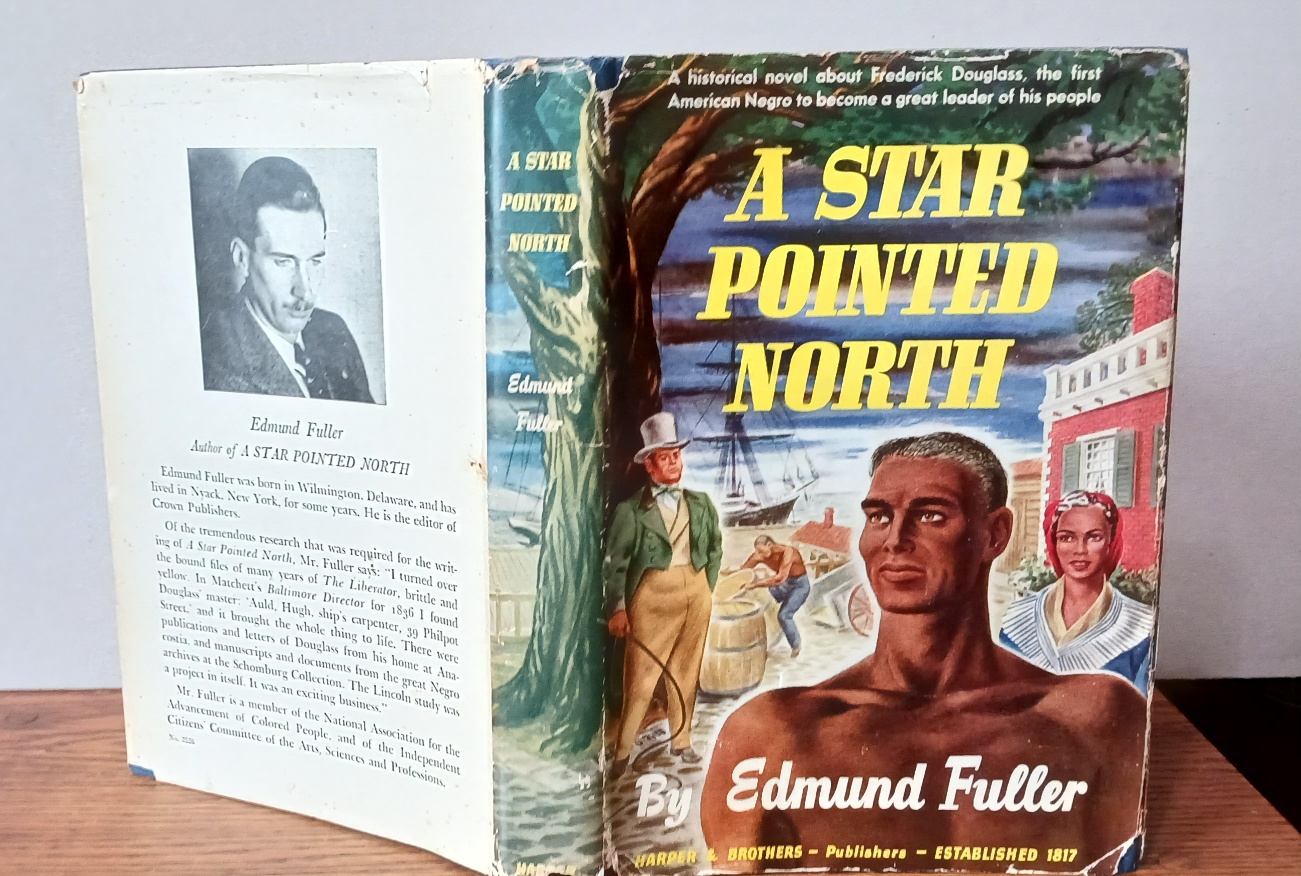 Edmund Fuller
Author of A STAR POINTED NORTH
Edmund Fuller was born in Wilmington, Delaware, and has
lived in Nyack, New York, for some years. He is the editor of
Crown Publishers.
Of the tremendous research that was required for the writ-
ing of A Star Pointed North, Mr. Fuller says: "I turned over
the bound files of many years of The Liberator, brittle and
yellow. In Matchett's Baltimore Director for 1836 I found
Douglass' master: 'Auld, Hugh, ship's carpenter, 39 Philpot
Street,' and it brought the whole thing to life. There were
publications and letters of Douglass from his home at Ana-
costia, and manuscripts and documents from the great Negro
archives at the Schomburg Collection. The Lincoln study was
a project in itself. It was an exciting business."
Mr. Fuller is a member of the National Association for the
Advancement of Colored People, and of the Independent
Citizens' Committee of the Arts, Sciences and Professions.
A STAR
POINTED
NORTH
Edmund
Fuller
HARPER
A historical novel about Frederick Douglass, the first
American Negro to become a great leader of his people
A STAR
POINTED
NORTH
By Edmund Fuller
HARPER & BROTHERS – Publishers – ESTABLISHED 1817